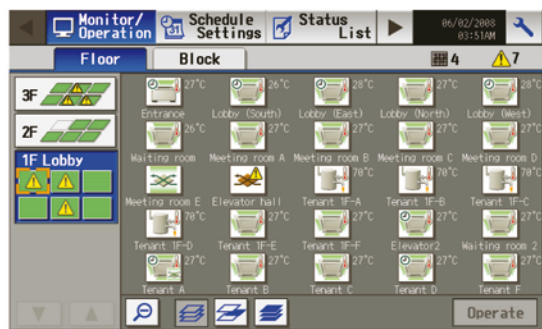 Monitor/ Operation
Schedule Settings
Status List
06/02/2008
03:51AM
Floor
Block
4
7
3F
2F
1F Lobby
27°C 26°C 28°C 27°C 28°C
Entrance Lobby (South) Lobby (East) Lobby (North) Lobby (West)
26°C 27°C 27°C 27°C 27°C
Waiting room Meeting room A Meeting room B Meeting room C Meeting room D
70°C 70°C 70°C
Meeting room E Elevator hall Tenant 1F-A Tenant 1F-B Tenant 1F-C
70°C 27°C 27°C 27°C 27°C
Tenant 1F-D Tenant 1F-E Tenant 1F-F Elevator2 Waiting room 2
27°C 27°C 27°C 27°C 27°C
Tenant A Tenant B Tenant C Tenant D Tenant F
Operate